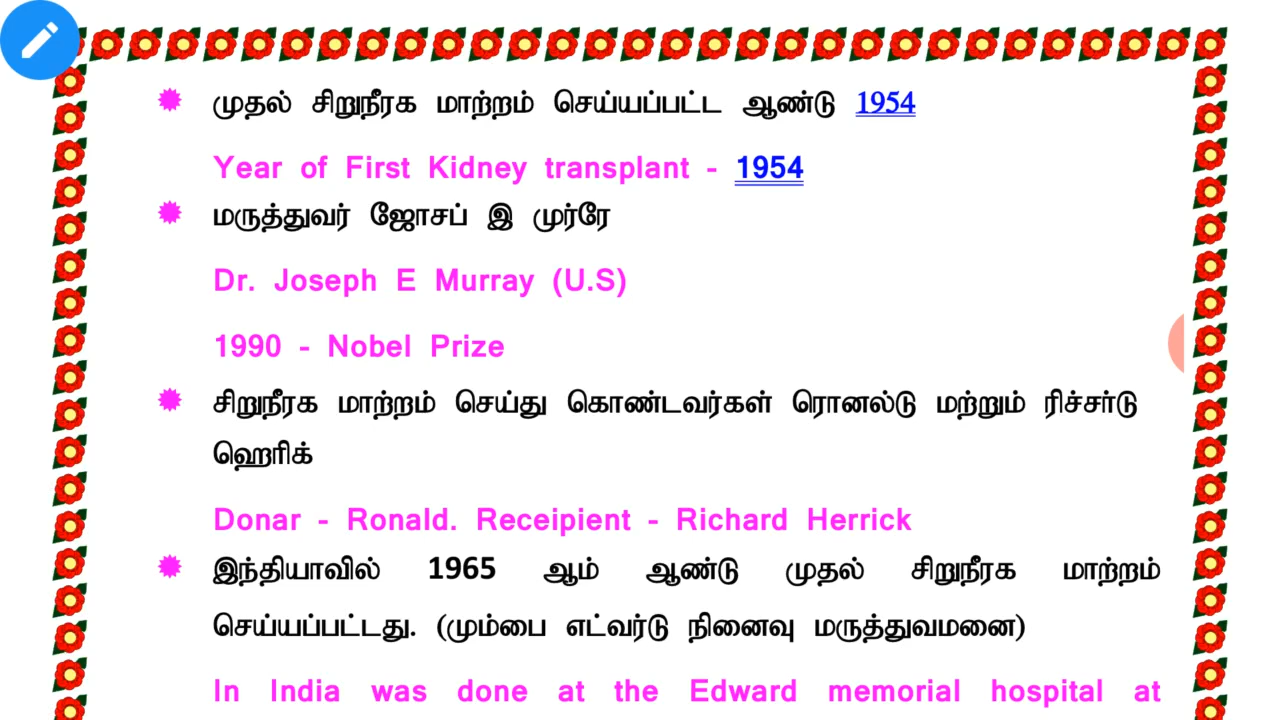 முதல் சிறுநீரக மாற்றம் செய்யப்பட்ட ஆண்டு 1954
Year of First Kidney transplant - 1954
மருத்துவர் ஜோசப் இ முர்ரே
Dr. Joseph E Murray (U.S)
1990 - Nobel Prize
சிறுநீரக மாற்றம் செய்து கொண்டவர்கள் ரொனல்டு மற்றும் ரிச்சர்டு
ஹெரிக்
Donar - Ronald. Receipient - Richard Herrick
இந்தியாவில் 1965 ஆம் ஆண்டு முதல் சிறுநீரக மாற்றம்
செய்யப்பட்டது. (மும்பை எட்வர்டு நினைவு மருத்துவமனை)
In India was done at the Edward memorial hospital at